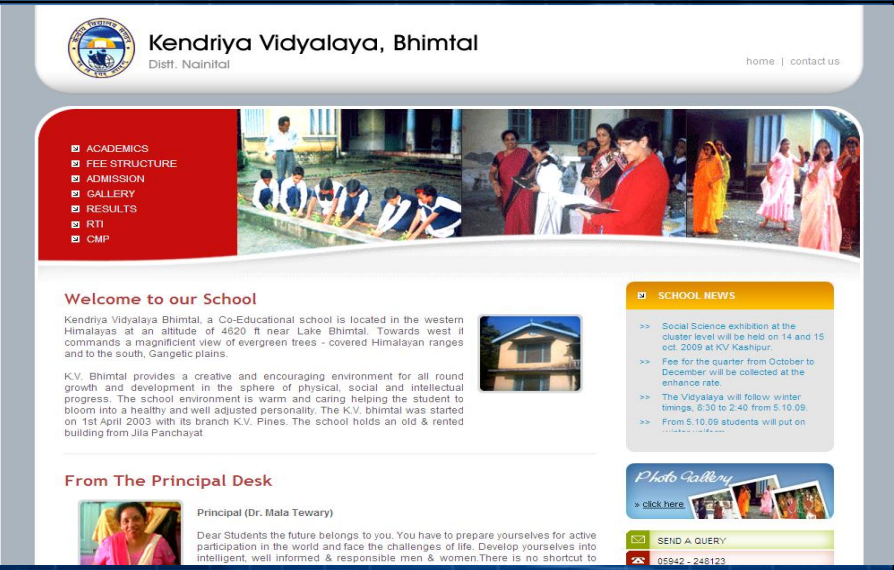 Kendriya Vidyalaya, Bhimtal
Distt. Nainital
home | contact us
ACADEMICS
FEE STRUCTURE
ADMISSION
GALLERY
RESULTS
RTI
CMP
Welcome to our School
Kendriya Vidyalaya Bhimtal, a Co-Educational school is located in the western
Himalayas at an altitude of 4620 ft near Lake Bhimtal. Towards west it
commands a magnificient view of evergreen trees - covered Himalayan ranges
and to the south, Gangetic plains.
K.V. Bhimtal provides a creative and encouraging environment for all round
growth and development in the sphere of physical, social and intellectual
progress. The school environment is warm and caring helping the student to
bloom into a healthy and well adjusted personality. The K.V. bhimtal was started
on 1st April 2003 with its branch K.V. Pines. The school holds an old & rented
building from Jila Panchayat
From The Principal Desk
Principal (Dr. Mala Tewary)
Dear Students the future belongs to you. You have to prepare yourselves for active
participation in the world and face the challenges of life. Develop yourselves into
intelligent, well informed & responsible men & women.There is no shortcut to
SCHOOL NEWS
>> Social Science exhibition at the
cluster level will be held on 14 and 15
oct. 2009 at KV Kashipur.
>> Fee for the quarter from October to
December will be collected at the
enhance rate.
>> The Vidyalaya will follow winter
timings, 8:30 to 2:40 from 5.10.09.
>> From 5.10.09 students will put on
winter uniform
Photo Gallery
» click here
SEND A QUERY
05942 - 248123